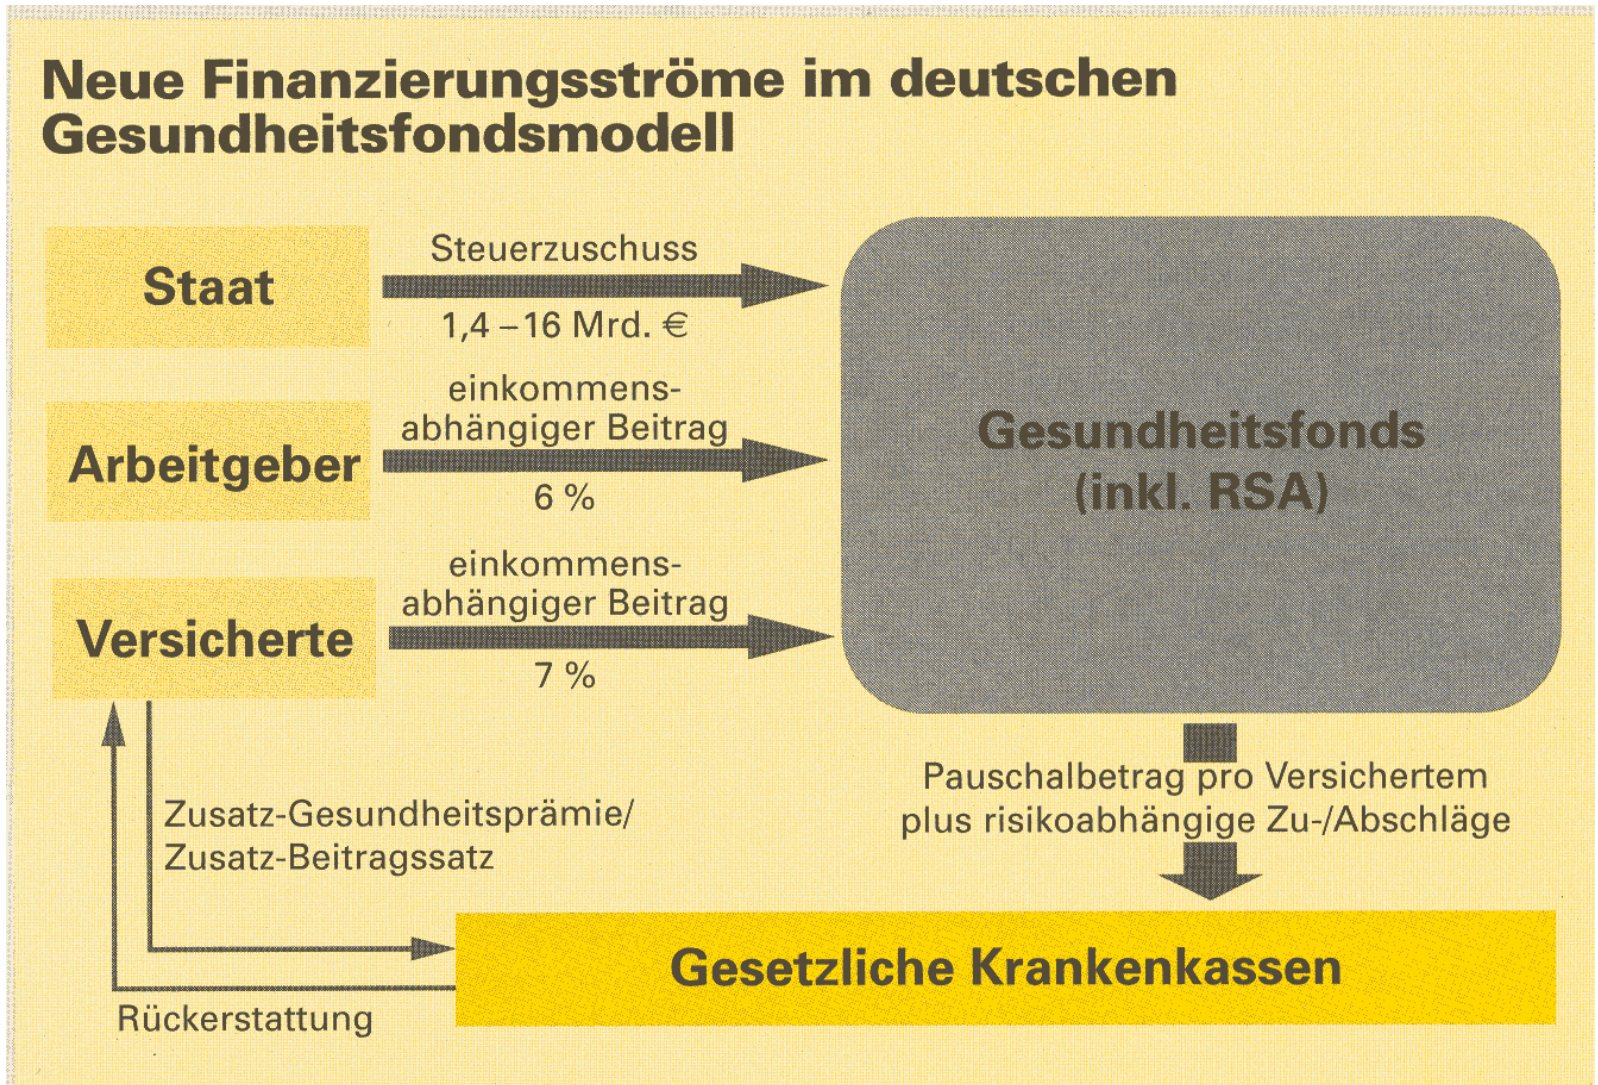 Neue Finanzierungsströme im deutschen
Gesundheitsfondsmodell
Staat
Steuerzuschuss
1,4 – 16 Mrd. €
Arbeitgeber
einkommens-
abhängiger Beitrag
6 %
Versicherte
einkommens-
abhängiger Beitrag
7 %
Gesundheitsfonds
(inkl. RSA)
Pauschalbetrag pro Versichertem
plus risikoabhängige Zu-/Abschläge
Zusatz-Gesundheitsprämie/
Zusatz-Beitragssatz
Gesetzliche Krankenkassen
Rückerstattung